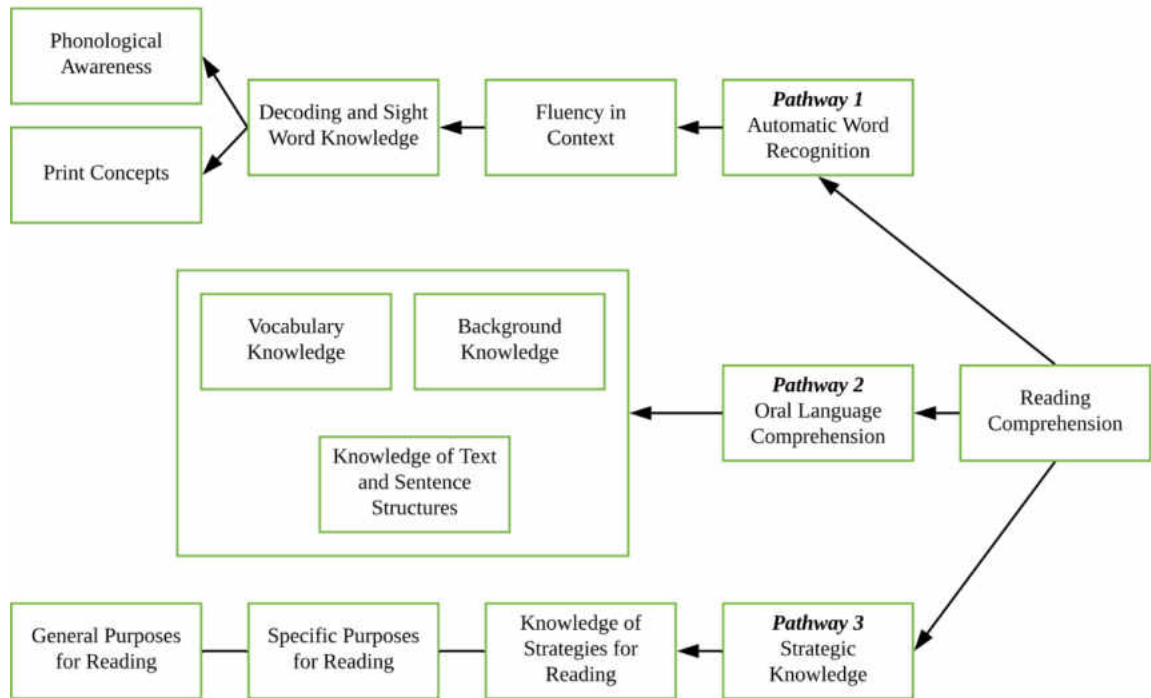 Phonological
Awareness
Print Concepts
Decoding and Sight
Word Knowledge
Fluency in
Context
Pathway 1
Automatic Word
Recognition
Vocabulary
Knowledge
Background
Knowledge
Knowledge of Text
and Sentence
Structures
Pathway 2
Oral Language
Comprehension
Reading
Comprehension
General Purposes
for Reading
Specific Purposes
for Reading
Knowledge of
Strategies for
Reading
Pathway 3
Strategic
Knowledge